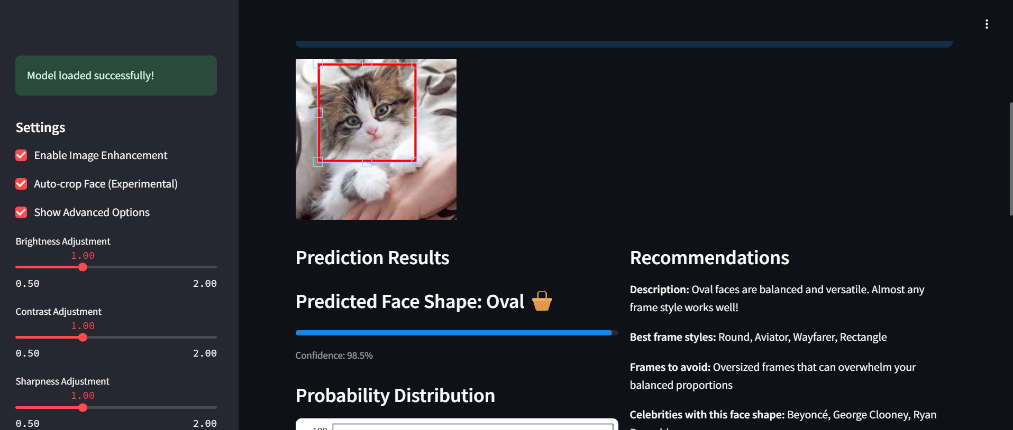 Model loaded successfully!
Settings
Enable Image Enhancement
Auto-crop Face (Experimental)
Show Advanced Options
Brightness Adjustment
1.00
0.50 2.00
Contrast Adjustment
1.00
0.50 2.00
Sharpness Adjustment
1.00
0.50 2.00
Prediction Results
Predicted Face Shape: Oval
Confidence: 98.5%
Probability Distribution
Recommendations
Description: Oval faces are balanced and versatile. Almost any
frame style works well!
Best frame styles: Round, Aviator, Wayfarer, Rectangle
Frames to avoid: Oversized frames that can overwhelm your
balanced proportions
Celebrities with this face shape: Beyoncé, George Clooney, Ryan